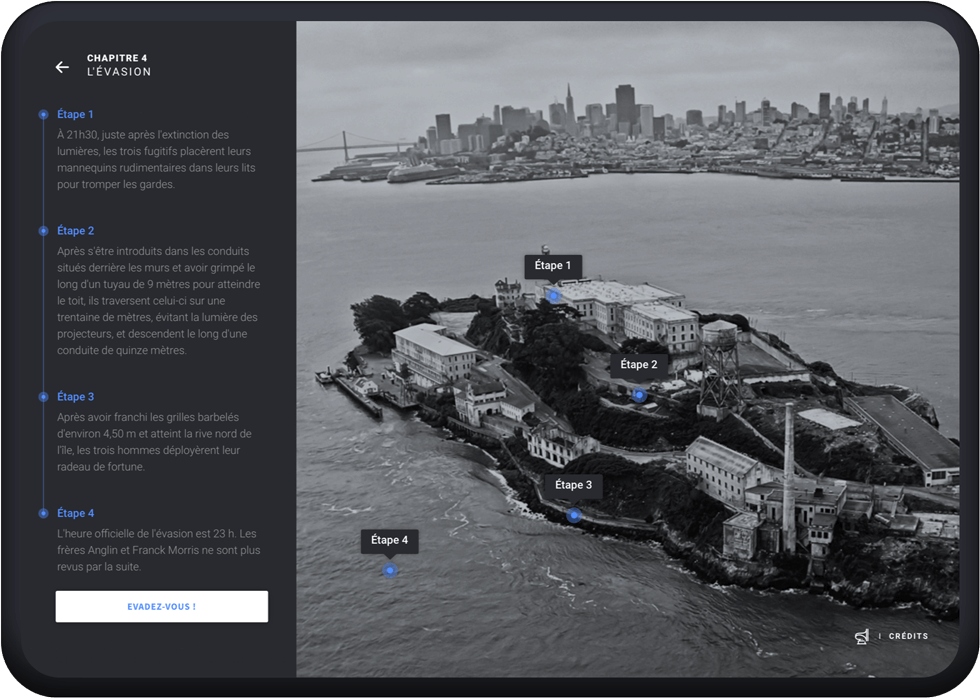 CHAPITRE 4
L'ÉVASION
Étape 1
À 21h30, juste après l'extinction des
lumières, les trois fugitifs placèrent leurs
mannequins rudimentaires dans leurs lits
pour tromper les gardes.
Étape 2
Après s'être introduits dans les conduits
situés derrière les murs et avoir grimpé le
long d'un tuyau de 9 mètres pour atteindre
le toit, ils traversent celui-ci sur une
trentaine de mètres, évitant la lumière des
projecteurs, et descendent le long d'une
conduite de quinze mètres.
Étape 3
Après avoir franchi les grilles barbelés
d'environ 4,50 m et atteint la rive nord de
l'île, les trois hommes déployèrent leur
radeau de fortune.
Étape 4
L'heure officielle de l'évasion est 23 h. Les
frères Anglin et Franck Morris ne sont plus
revus par la suite.
EVADEZ-VOUS !
Étape 1
Étape 2
Étape 3
Étape 4
| CRÉDITS